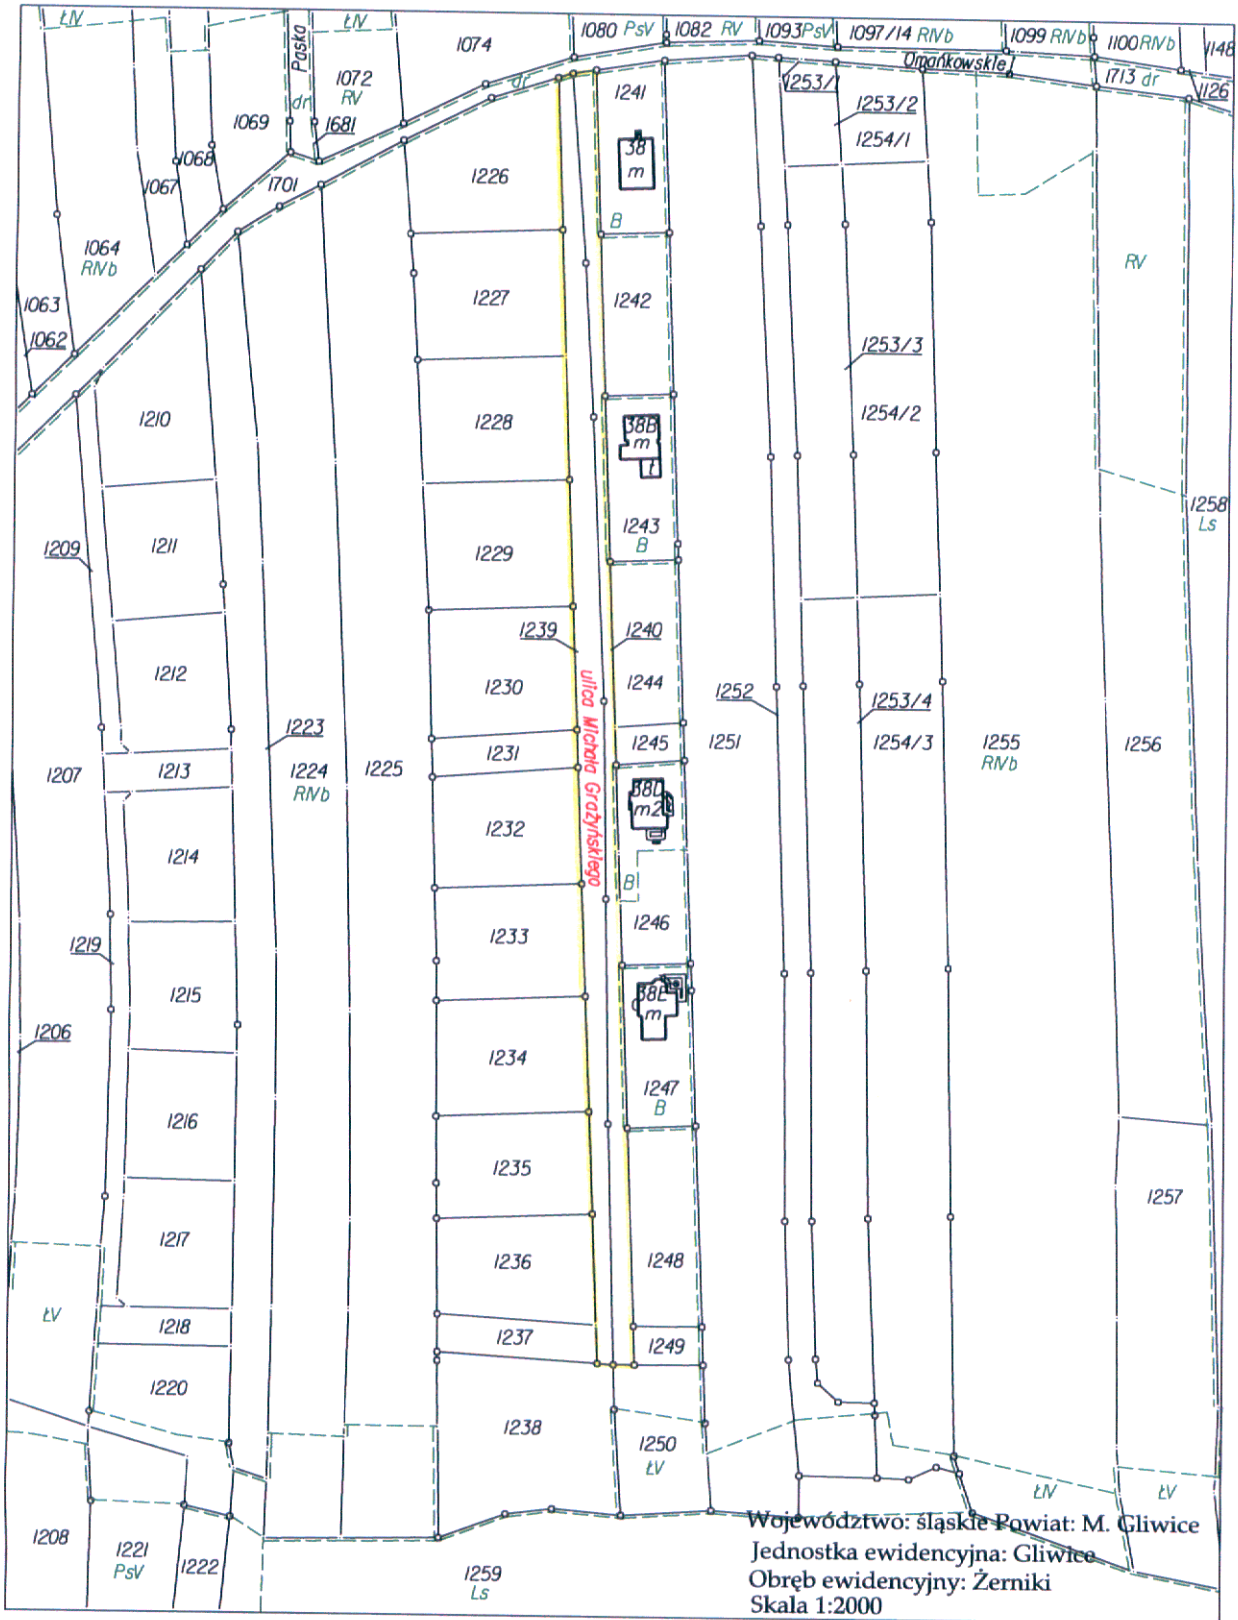 ŁIV
ŁIV
1080 PsV
1082 RV
1093 PsV
1097/14 RIVb
1099 RIVb
1100 RIVb
1148
Paska
dr
1074
1072
RV
dr
Omańkowskiej
1713 dr
1126
1069
1681
1068
1067
1701
1241
1253/1
1253/2
1254/1
38
m
B
1226
1064
RIVb
1063
1062
1227
1242
RV
1253/3
1254/2
1210
1228
38B
m
t
1243
B
1258
Ls
1209
1211
1229
1239
1240
1212
1230
1244
1252
1253/4
1223
1231
1245
1251
1254/3
1255
RIVb
1256
1207
1213
1224
RIVb
1225
ulica Michała Grażyńskiego
38D
m2
1232
1214
B
1246
1219
1233
1215
38E
m
1206
1234
1247
B
1216
1235
1257
1217
1236
1248
ŁV
1218
1237
1249
1220
1238
1250
ŁV
ŁIV
ŁV
1208
1221
PsV
1222
1259
Ls
Województwo: śląskie Powiat: M. Gliwice
Jednostka ewidencyjna: Gliwice
Obręb ewidencyjny: Żerniki
Skala 1:2000